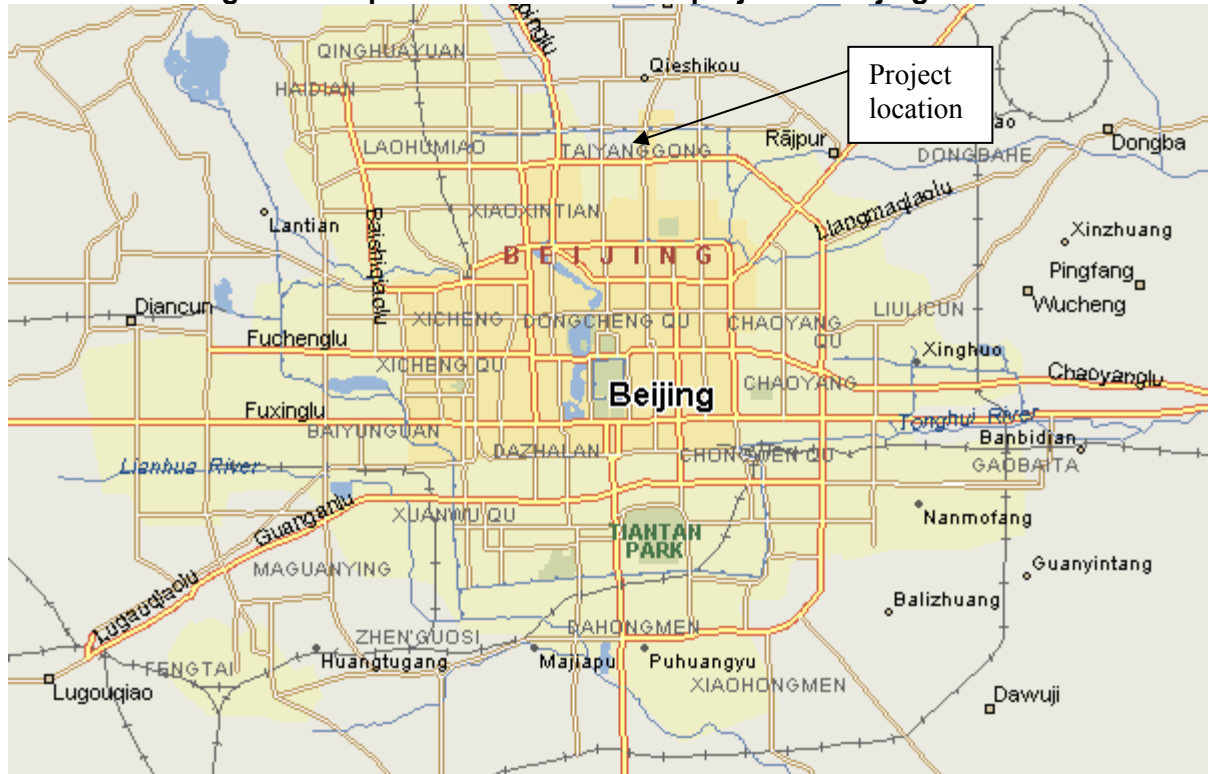 QINGHUAYUAN
Qieshikou
Project
location
HAIDIAN
LAOHUMIAO
TAIYANGGONG
Rājpur
DONGBAHE
Dongba
Lantian
XIAOXINTIAN
Baishiqiaolu
Liangmaqiaolu
Xinzhuang
BEIJING
Pingfang
Diancun
Wucheng
XICHENG
DONGCHENG QU
CHAOYANG
QU
LIULICUN
Fuchenglu
XICHENG QU
Xinghuo
CHAOYANG
Chaoyanglu
Beijing
Fuxinglu
BAIYUNGUAN
Tonghui River
Banbidian
DAZHALAN
CHONGWEN QU
GAOBAITA
Lianhua River
Guanganlu
XUANWU QU
Nanmofang
TIANTAN
PARK
MAGUANYING
Guanyintang
Lugauqiaolu
Balizhuang
ZHEN'GUOSI
DAHONGMEN
FENGTAI
Huangtugang
Majiapu
Puhuangyu
Lugouqiao
XIAOHONGMEN
Dawuji